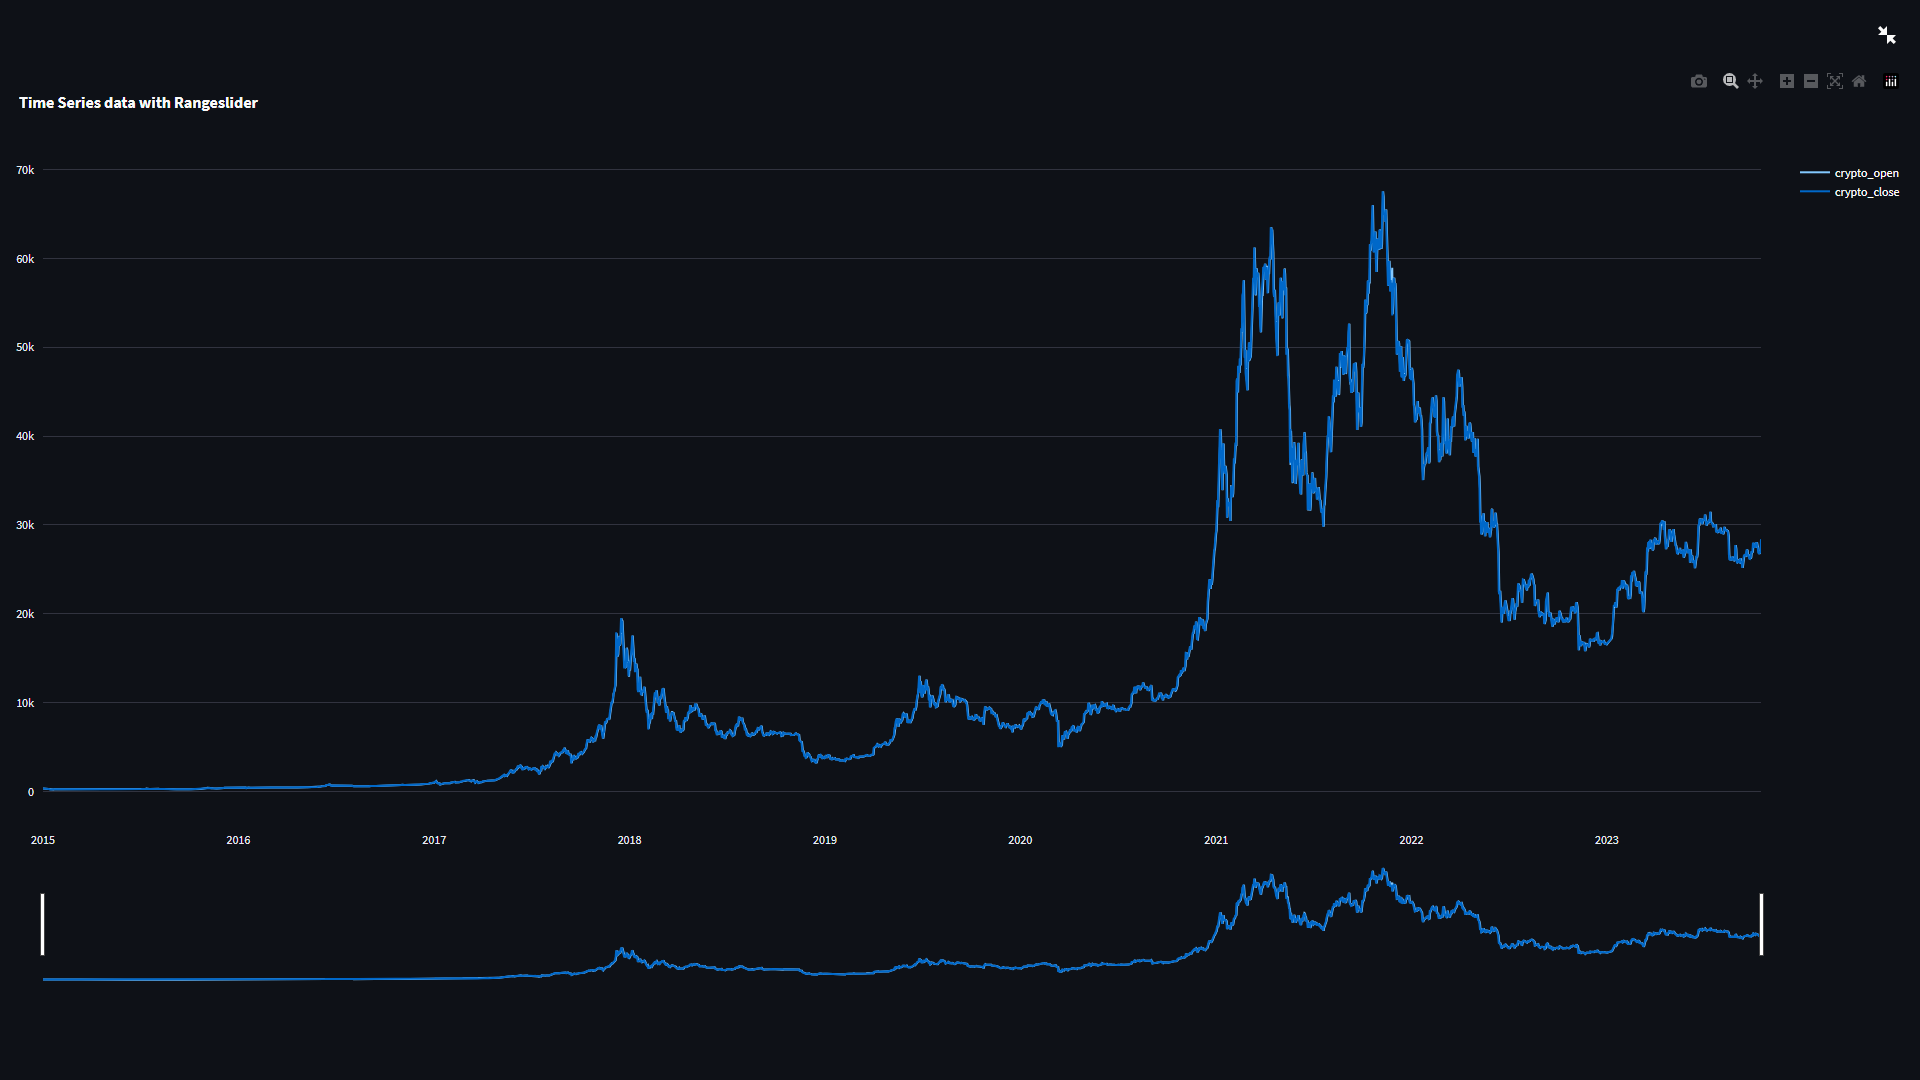 Time Series data with Rangeslider
70k
60k
50k
40k
30k
20k
10k
0
crypto_open
crypto_close
2015 2016 2017 2018 2019 2020 2021 2022 2023